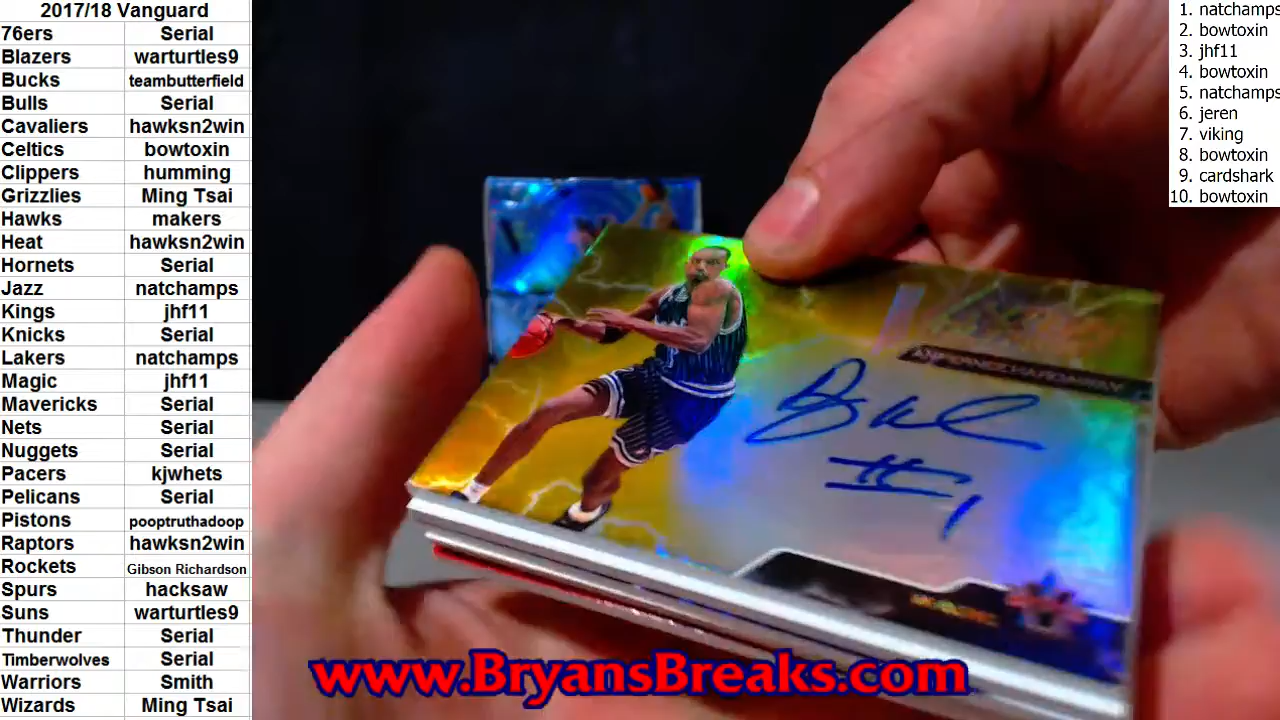 2017/18 Vanguard
76ers Serial
Blazers warturtles9
Bucks teambutterfield
Bulls Serial
Cavaliers hawksn2win
Celtics bowtoxin
Clippers humming
Grizzlies Ming Tsai
Hawks makers
Heat hawksn2win
Hornets Serial
Jazz natchamps
Kings jhf11
Knicks Serial
Lakers natchamps
Magic jhf11
Mavericks Serial
Nets Serial
Nuggets Serial
Pacers kjwhets
Pelicans Serial
Pistons pooptruthadoop
Raptors hawksn2win
Rockets Gibson Richardson
Spurs hacksaw
Suns warturtles9
Thunder Serial
Timberwolves Serial
Warriors Smith
Wizards Ming Tsai
1. natchamps
2. bowtoxin
3. jhf11
4. bowtoxin
5. natchamps
6. jeren
7. viking
8. bowtoxin
9. cardshark
10. bowtoxin
ANFERNEE HARDAWAY
#1
www.BryansBreaks.com